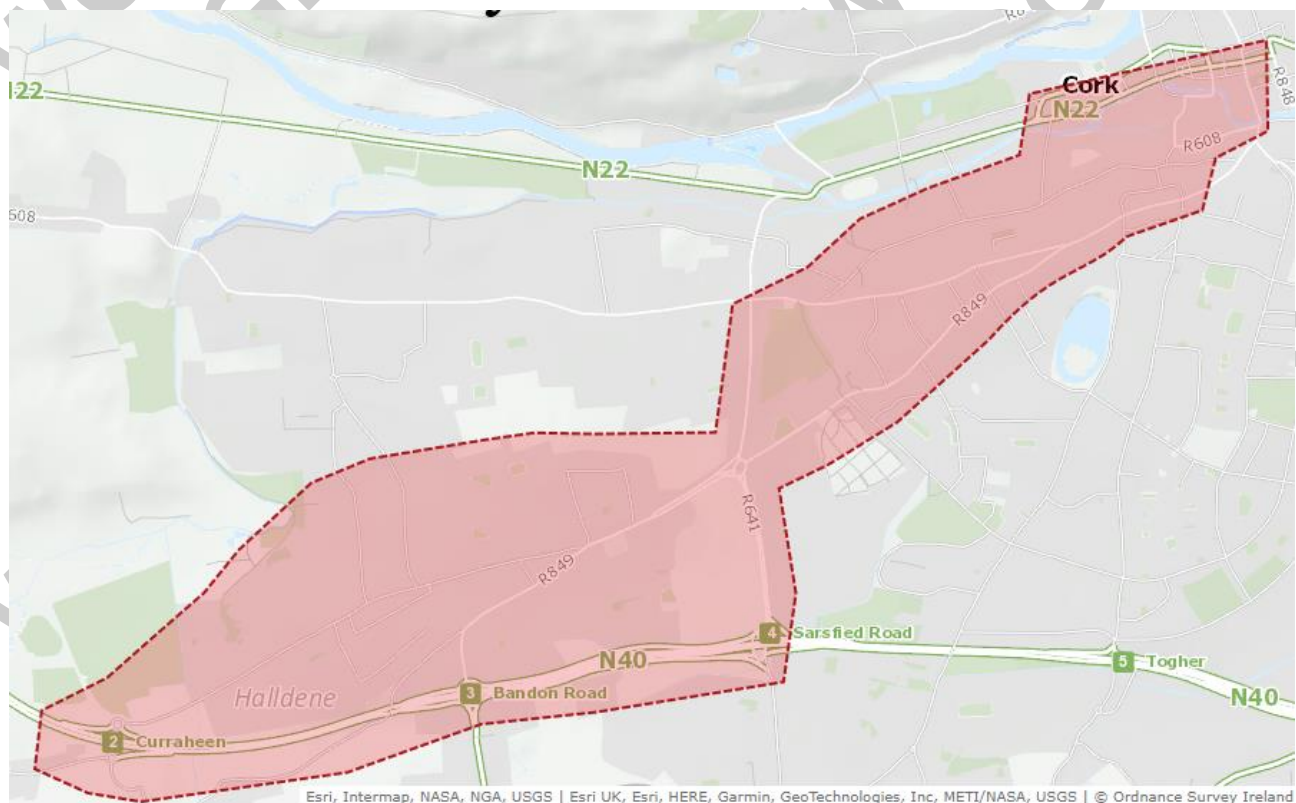 R8
R848
Cork
N22
N22
R608
N22
508
R849
R641
R849
4 Sarsfield Road
N40
5 Togher
3 Bandon Road
N40
Halldene
2 Curraheen
Esri, Intermap, NASA, NGA, USGS | Esri UK, Esri, HERE, Garmin, GeoTechnologies, Inc, METI/NASA, USGS | © Ordnance Survey Ireland